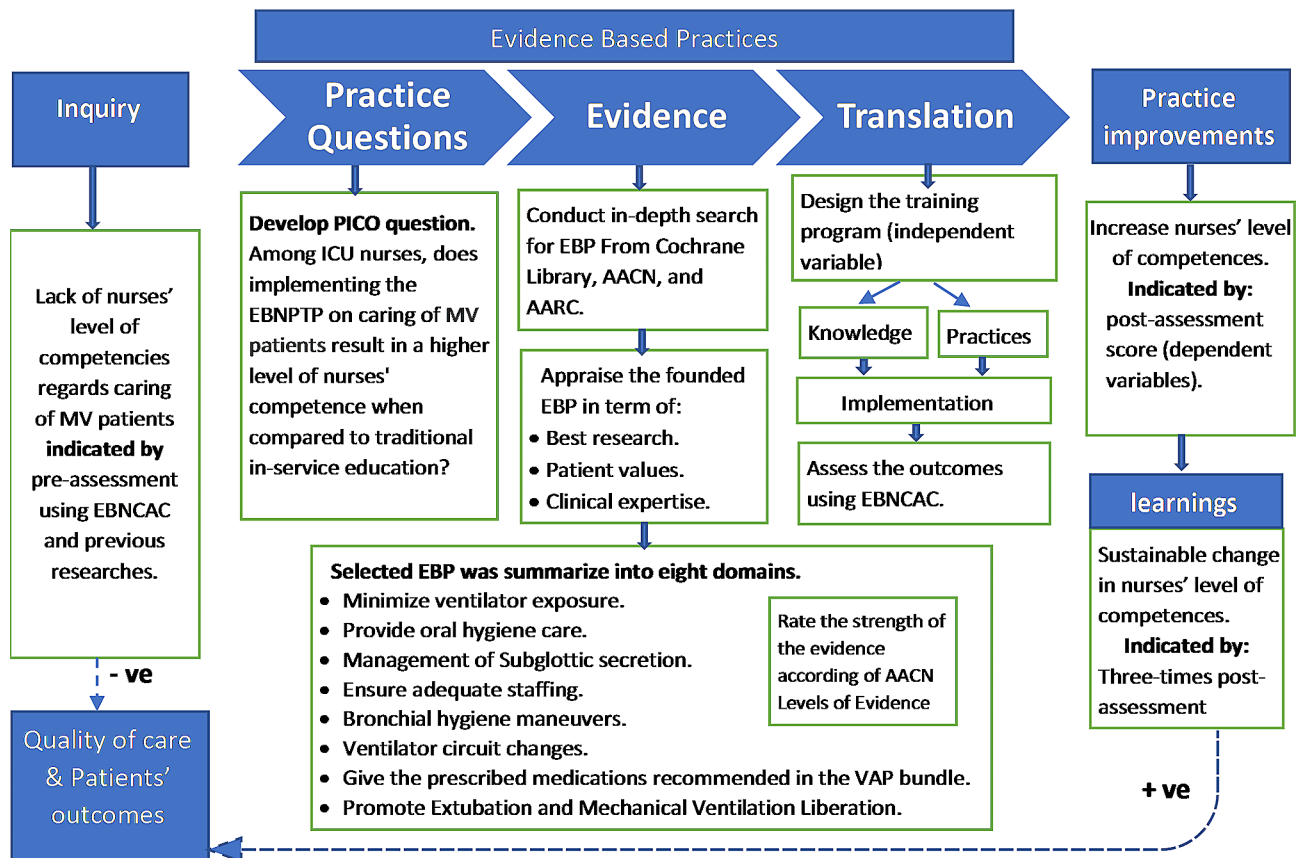 Evidence Based Practices
Inquiry
Lack of nurses'
level of
competencies
regards caring
of MV patients
indicated by
pre-assessment
using EBNCAC
and previous
researches.
- ve
Quality of care
& Patients'
outcomes
Practice
Questions
Develop PICO question.
Among ICU nurses, does
implementing the
EBNPTP on caring of MV
patients result in a higher
level of nurses'
competence when
compared to traditional
in-service education?
Evidence
Conduct in-depth search
for EBP From Cochrane
Library, AACN, and
AARC.
Appraise the founded
EBP in term of:
• Best research.
• Patient values.
• Clinical expertise.
Selected EBP was summarize into eight domains.
• Minimize ventilator exposure.
• Provide oral hygiene care.
• Management of Subglottic secretion.
• Ensure adequate staffing.
• Bronchial hygiene maneuvers.
• Ventilator circuit changes.
• Give the prescribed medications recommended in the VAP bundle.
• Promote Extubation and Mechanical Ventilation Liberation.
Rate the strength of
the evidence
according of AACN
Levels of Evidence
Translation
Design the training
program (independent
variable)
Knowledge
Practices
Implementation
Assess the outcomes
using EBNCAC.
Practice
improvements
Increase nurses' level
of competences.
Indicated by:
post-assessment
score (dependent
variables).
learnings
Sustainable change
in nurses' level of
competences.
Indicated by:
Three-times post-
assessment
+ ve